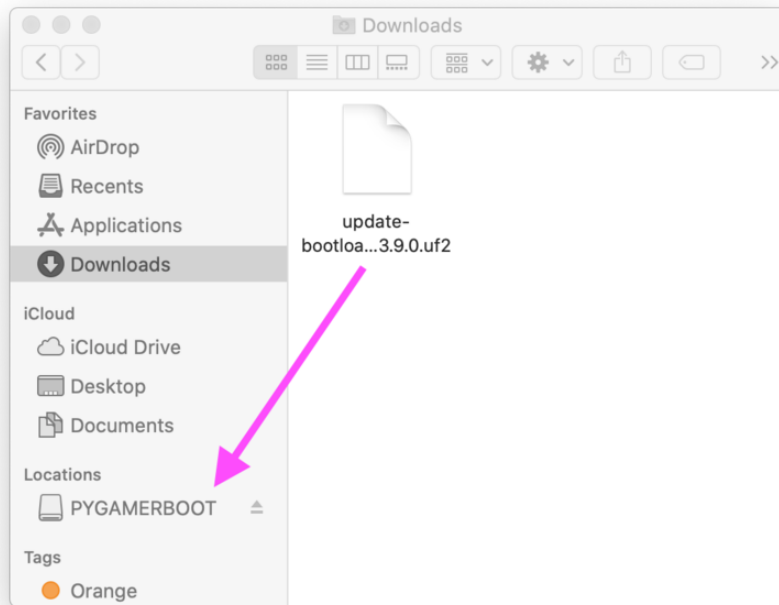 Downloads
Favorites
AirDrop
Recents
Applications
Downloads
iCloud
iCloud Drive
Desktop
Documents
Locations
PYGAMERBOOT
Tags
Orange
update-
bootloa...3.9.0.uf2